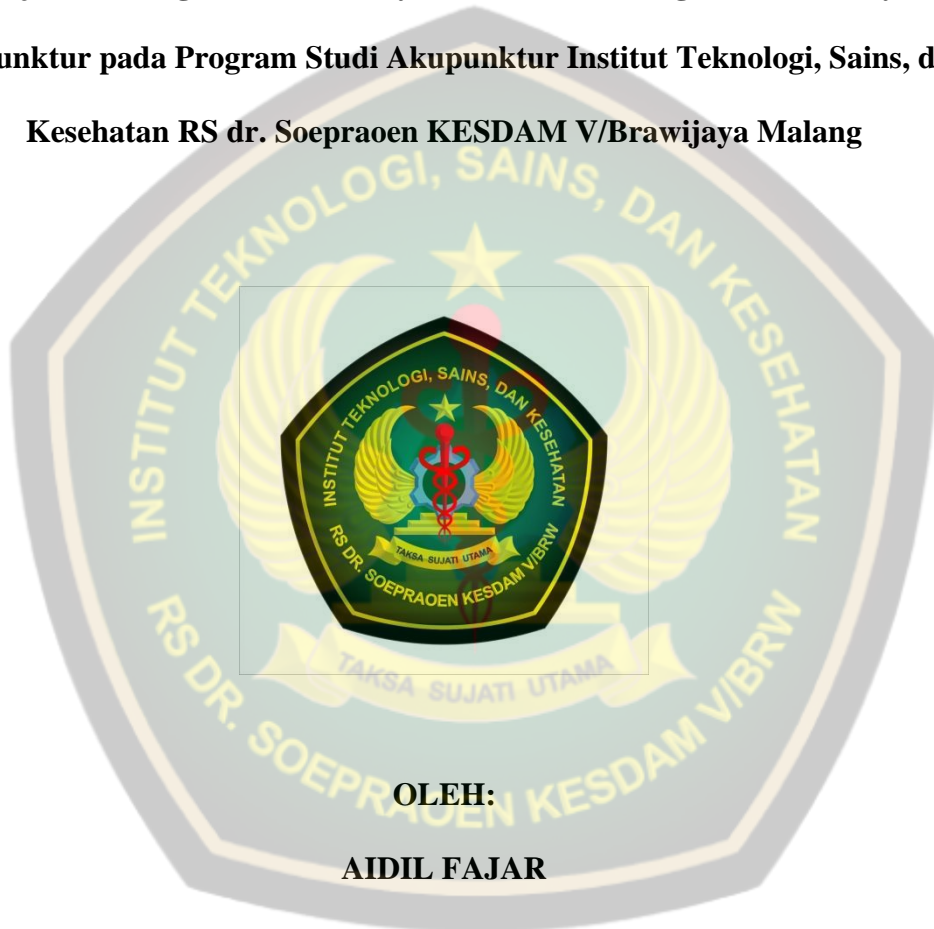 unktur pada Program Studi Akupunktur Institut Teknologi, Sains, d
Kesehatan RS dr. Soepraoen KESDAM V/Brawijaya Malang
INSTITUT TEKNOLOGI, SAINS, DAN KESEHATAN
INSTITUT TEKNOLOGI, SAINS, DAN KESEHATAN
TAKSA SUJATI UTAMA
RS DR. SOEPRAOEN KESDAM V/BRW
TAKSA SUJATI UTAMA
RS DR. SOEPRAOEN KESDAM V/BRW
OLEH:
AIDIL FAJAR